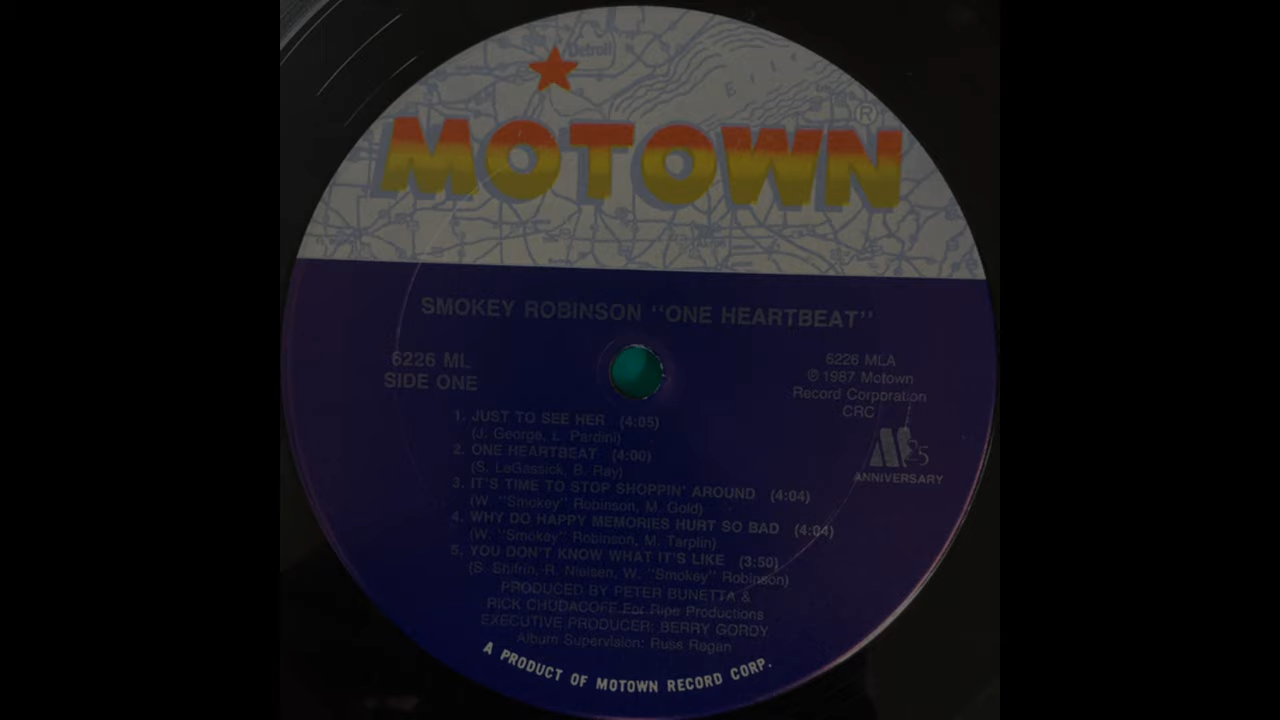 Detroit
ERIE
MOTOWN®
SMOKEY ROBINSON "ONE HEARTBEAT"
6226 ML
SIDE ONE
6226 MLA
℗ 1987 Motown
Record Corporation
CRC
M25
ANNIVERSARY
1. JUST TO SEE HER (4:05)
(J. George, L. Pardini)
2. ONE HEARTBEAT (4:00)
(S. LeGassick, B. Ray)
3. IT'S TIME TO STOP SHOPPIN' AROUND (4:04)
(W. "Smokey" Robinson, M. Gold)
4. WHY DO HAPPY MEMORIES HURT SO BAD (4:04)
(W. "Smokey" Robinson, M. Tarplin)
5. YOU DON'T KNOW WHAT IT'S LIKE (3:50)
(S. Shifrin, R. Nielsen, W. "Smokey" Robinson)
PRODUCED BY PETER BUNETTA &
RICK CHUDACOFF For Ripe Productions
EXECUTIVE PRODUCER: BERRY GORDY
Album Supervision: Russ Regan
A PRODUCT OF MOTOWN RECORD CORP.